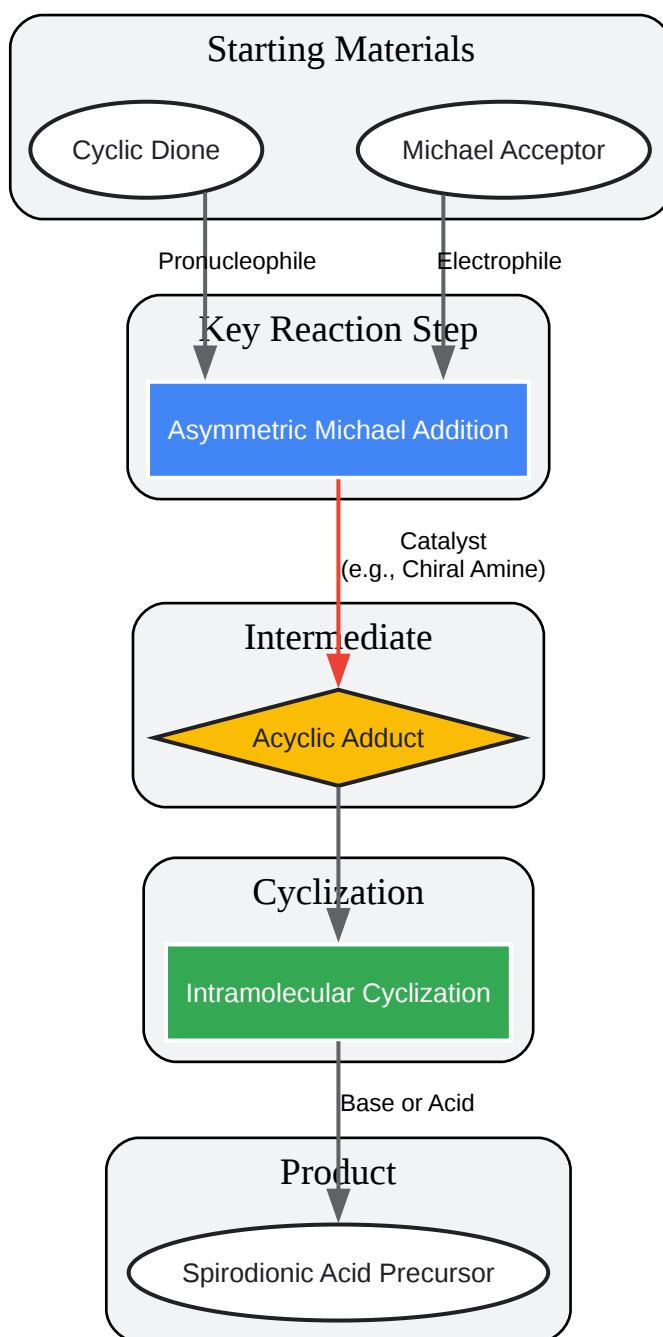 Starting Materials
Cyclic Dione
Michael Acceptor
Pronucleophile
Electrophile
Key Reaction Step
Asymmetric Michael Addition
Catalyst
(e.g., Chiral Amine)
Intermediate
Acyclic Adduct
Cyclization
Intramolecular Cyclization
Base or Acid
Product
Spirodionic Acid Precursor